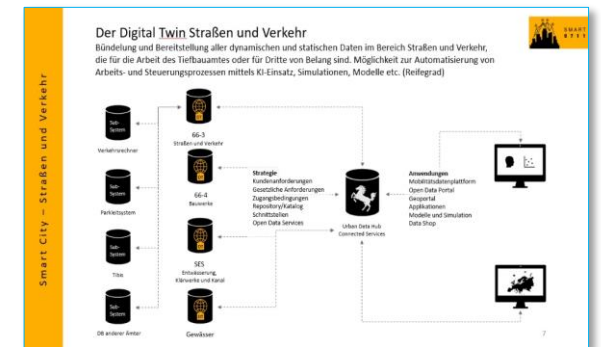 Der Digital Twin Straßen und Verkehr
Bündelung und Bereitstellung aller dynamischen und statischen Daten im Bereich Straßen und Verkehr,
die für die Arbeit des Tiefbauamtes oder für Dritte von Belang sind. Möglichkeit zur Automatisierung von
Arbeits- und Steuerungsprozessen mittels KI-Einsatz, Simulationen, Modelle etc. (Reifegrad)
SMART
CITY
Smart City – Straßen und Verkehr
Sub-
System
Verkehrsrechner
Sub-
System
Parkleitsystem
Sub-
System
Sub-
System
DB anderer Ämter
66-3
Straßen und Verkehr
66-4
Bauwerke
SES
Entwässerung,
Klärwerke und Kanal
Gewässer
Strategie
Kundenanforderungen
Gesetzliche Anforderungen
Zugangsbedingungen
Repository/Katalog
Schnittstellen
Open Data Services
Urban Data Hub
Connected Services
Anwendungen
Mobilitätsdatenplattform
Open Data Portal
Geoportal
Applikationen
Modelle und Simulation
Data Shop
7